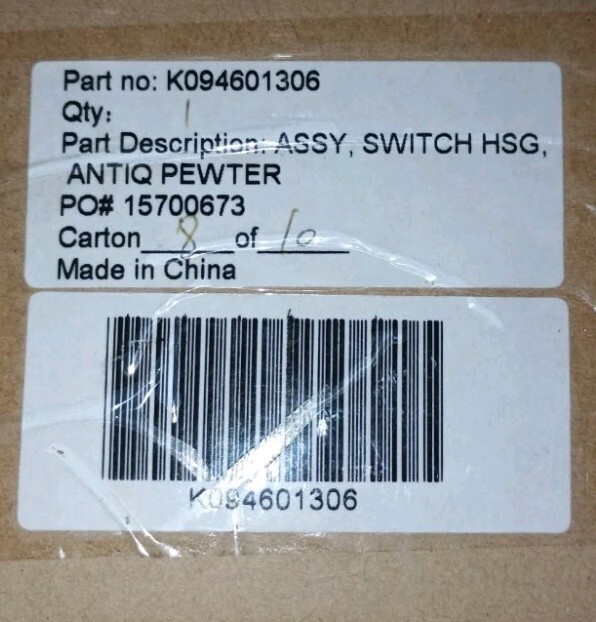 Part no: K094601306
Qty: 1
Part Description: ASSY, SWITCH HSG,
ANTIQ PEWTER
PO# 15700673
Carton 8 of 10
Made in China
K094601306